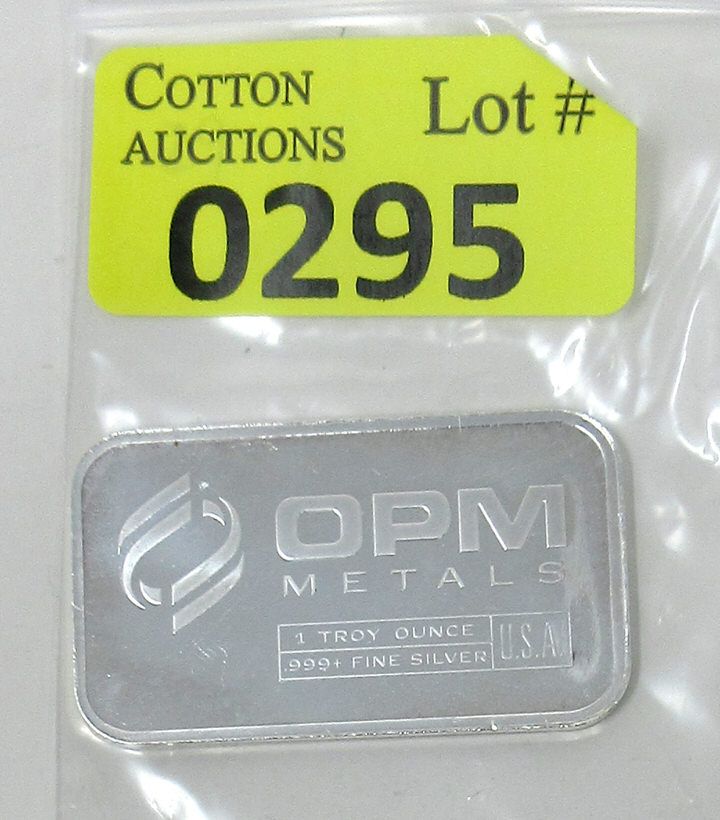 COTTON
AUCTIONS
Lot #
0295
OPM
METALS
1 TROY OUNCE
.999+ FINE SILVER
U.S.A.